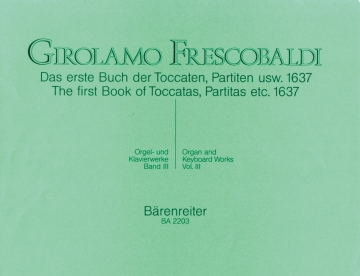 GIROLAMO FRESCOBALDI
Das erste Buch der Toccaten, Partiten usw. 1637
The first Book of Toccatas, Partitas etc. 1637
Orgel- und
Klavierwerke
Band III
Organ and
Keyboard Works
Vol. III
Bärenreiter
BA 2203